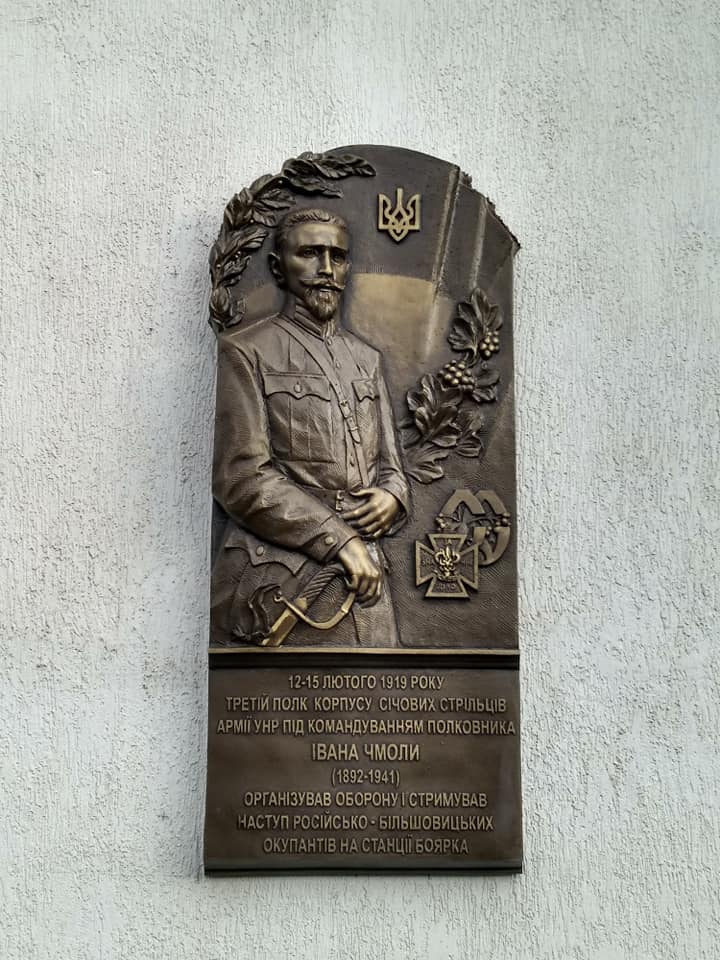 12-15 ЛЮТОГО 1919 РОКУ
ТРЕТІЙ ПОЛК КОРПУСУ СІЧОВИХ СТРІЛЬЦІВ
АРМІЇ УНР ПІД КОМАНДУВАННЯМ ПОЛКОВНИКА
ІВАНА ЧМОЛИ
(1892-1941)
ОРГАНІЗУВАВ ОБОРОНУ І СТРИМУВАВ
НАСТУП РОСІЙСЬКО - БІЛЬШОВИЦЬКИХ
ОКУПАНТІВ НА СТАНЦІЇ БОЯРКА